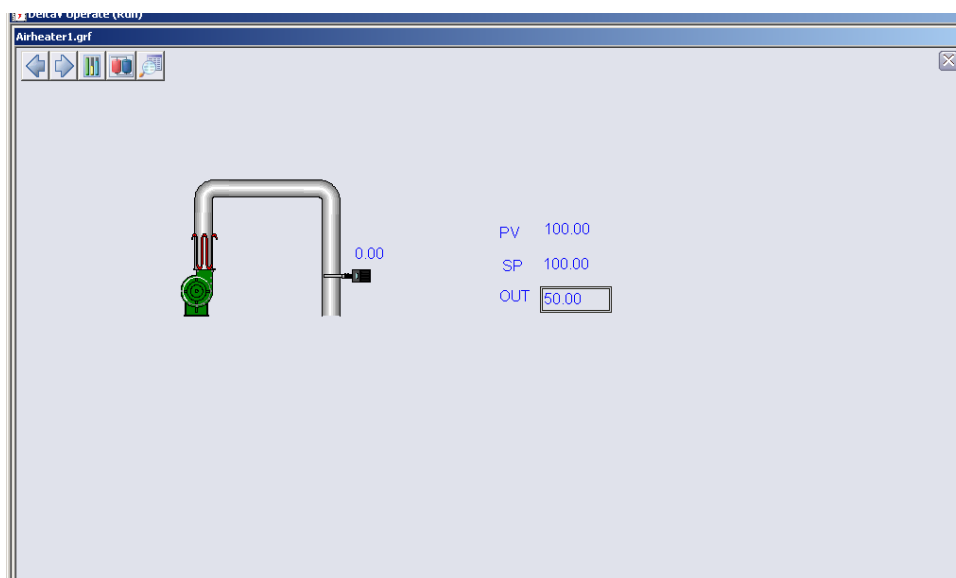 DeltaV Operate (Run)
Airheater1.grf
0.00
PV 100.00
SP 100.00
OUT 50.00